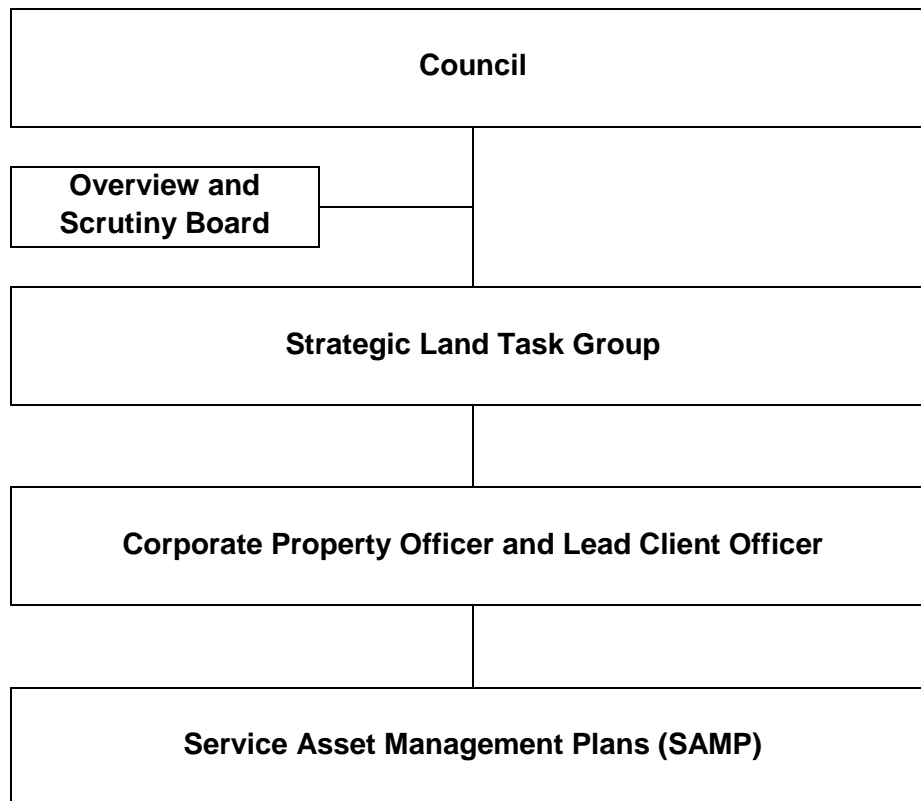 Council
Overview and
Scrutiny Board
Strategic Land Task Group
Corporate Property Officer and Lead Client Officer
Service Asset Management Plans (SAMP)